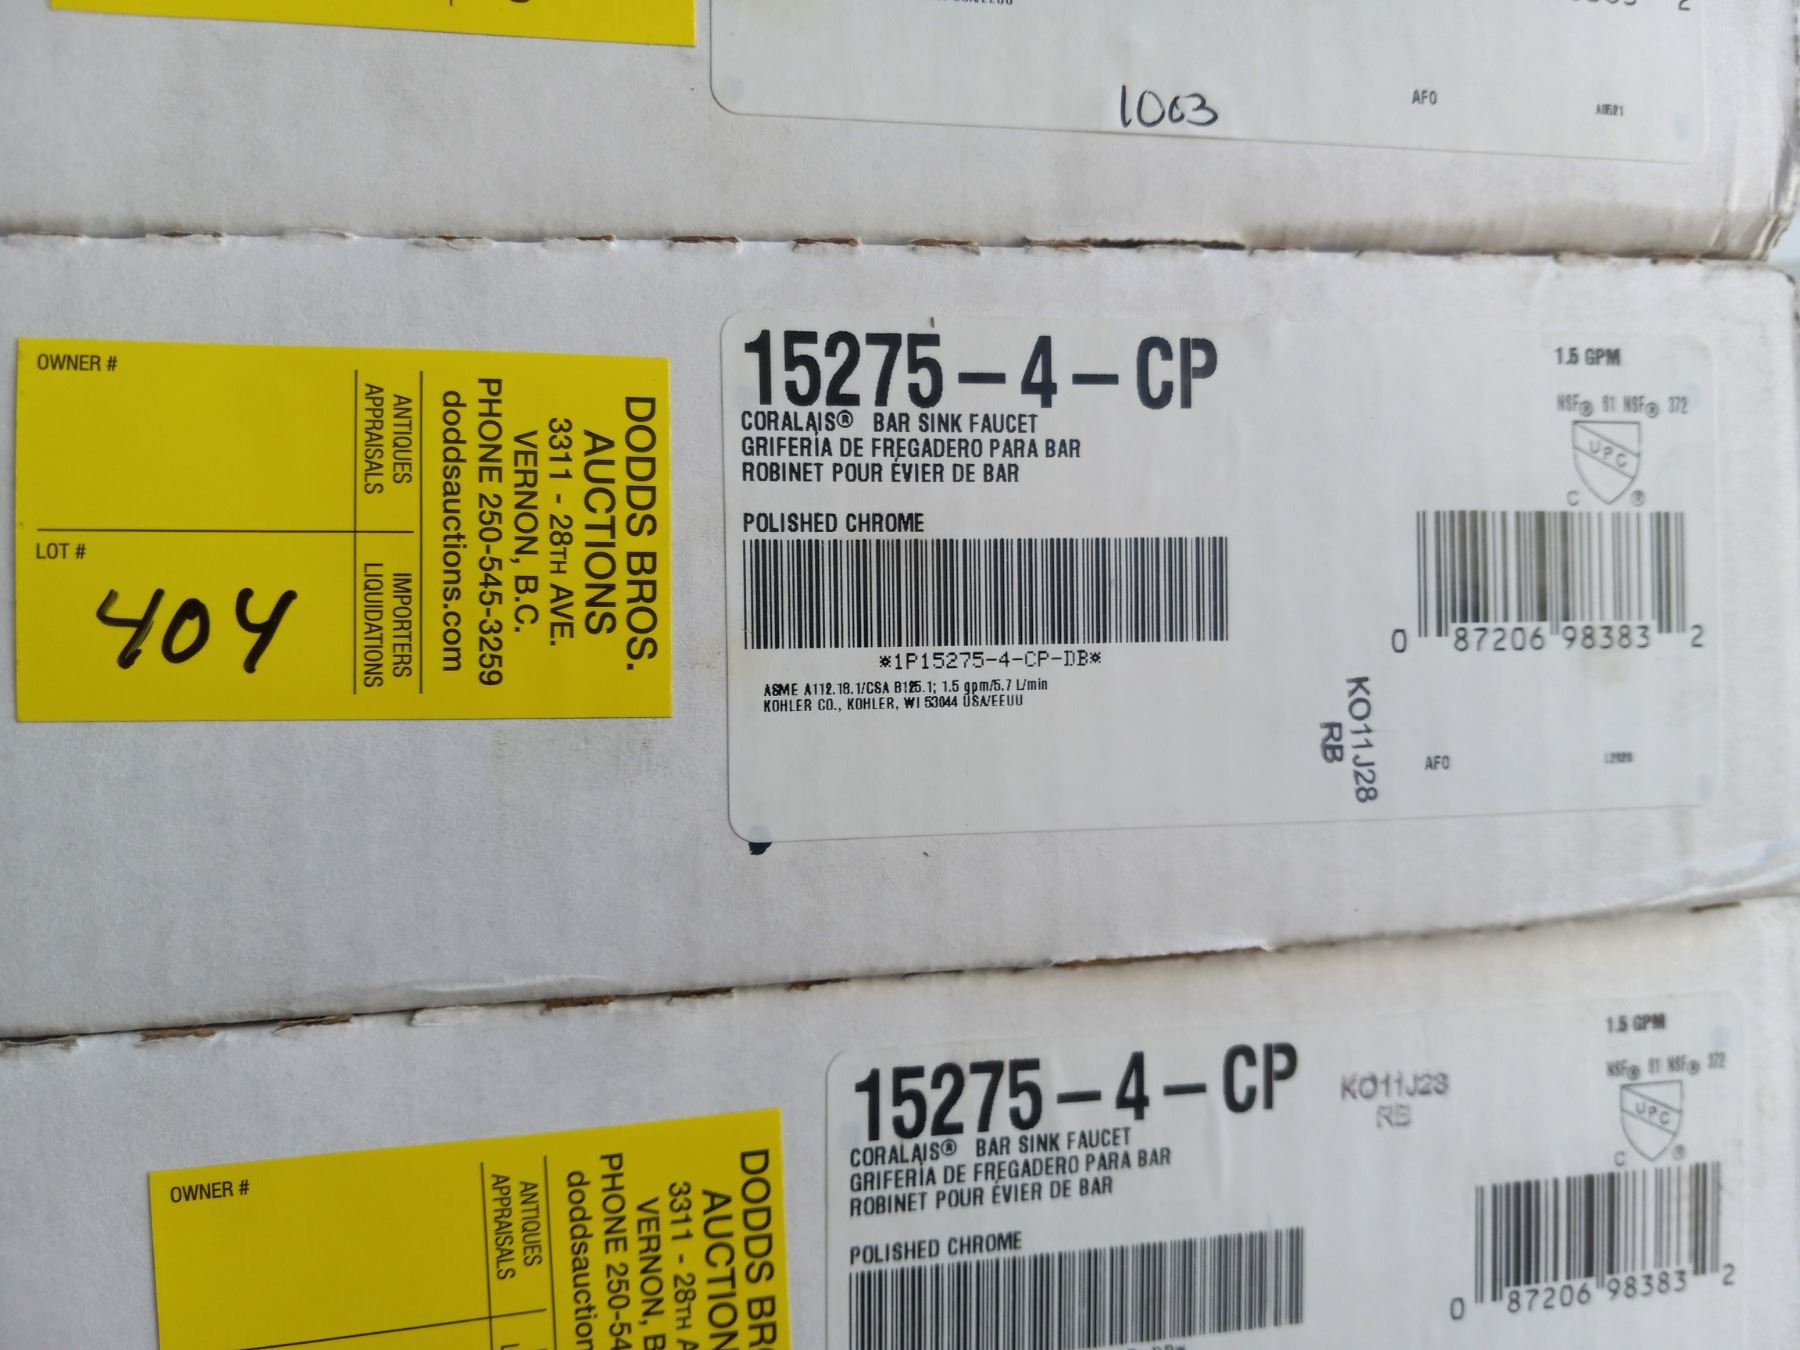 1003
AFO
A0521
OWNER #
LOT #
404
ANTIQUES
APPRAISALS
IMPORTERS
LIQUIDATIONS
DODDS BROS.
AUCTIONS
3311 - 28TH AVE.
VERNON, B.C.
PHONE 250-545-3259
doddsauctions.com
15275-4-CP
CORALAIS® BAR SINK FAUCET
GRIFERÍA DE FREGADERO PARA BAR
ROBINET POUR ÉVIER DE BAR
POLISHED CHROME
*1P15275-4-CP-DB*
ASME A112.18.1/CSA B125.1; 1.5 gpm/5.7 L/min
KOHLER CO., KOHLER, WI 53044 USA/EEUU
1.5 GPM
NSF® 61 NSF® 372
UPC
C ®
0 87206 98383 2
KO11J28
RB
AFO
L2920
OWNER #
ANTIQUES
APPRAISALS
DODDS BR
AUCTION
3311 - 28TH A
VERNON, B
PHONE 250-54
doddsauction
15275-4-CP
CORALAIS® BAR SINK FAUCET
GRIFERÍA DE FREGADERO PARA BAR
ROBINET POUR ÉVIER DE BAR
POLISHED CHROME
KO11J28
RB
1.5 GPM
NSF® 61 NSF® 372
UPC
C ®
0 87206 98383 2